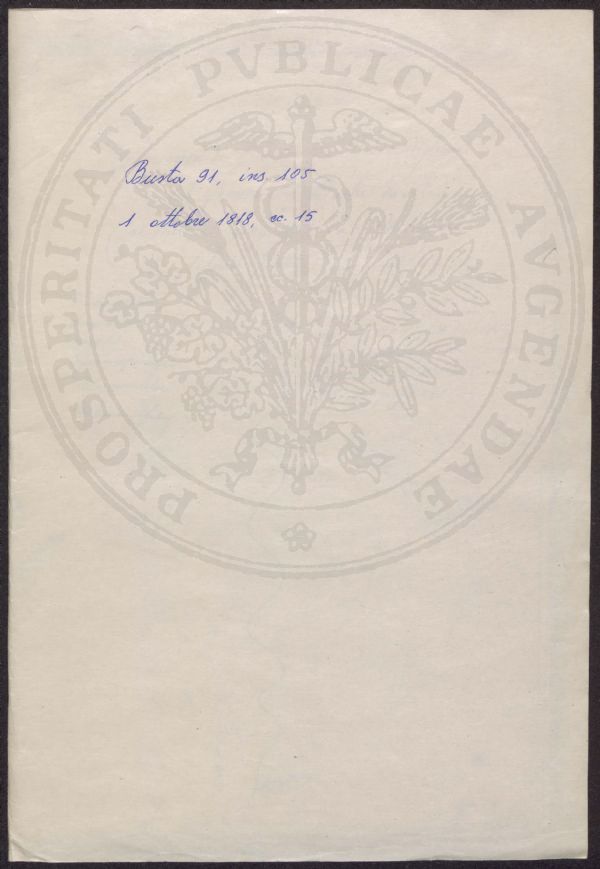 Busta 91, ins. 105
1 ottobre 1818, cc. 15
PROSPERITATI PVBLICAE AVGENDAE